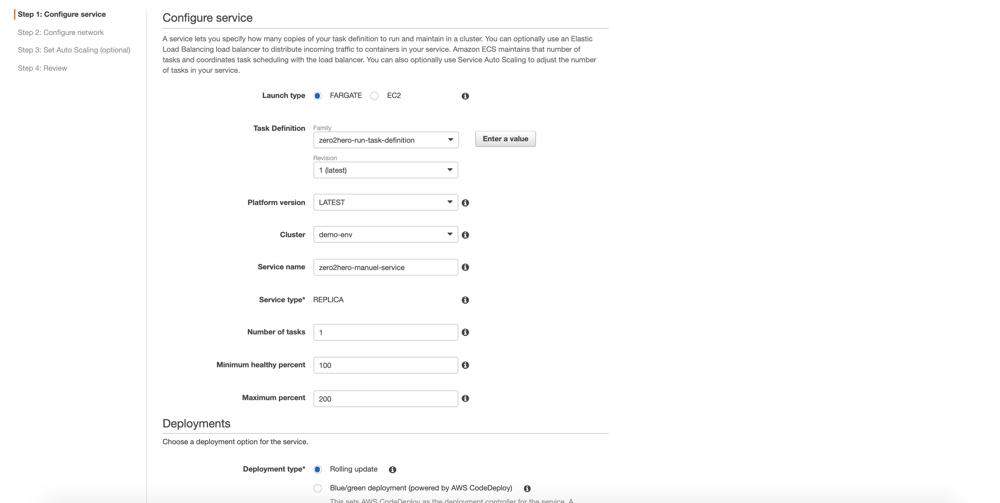 Step 1: Configure service
Step 2: Configure network
Step 3: Set Auto Scaling (optional)
Step 4: Review
Configure service
A service lets you specify how many copies of your task definition to run and maintain in a cluster. You can optionally use an Elastic
Load Balancing load balancer to distribute incoming traffic to containers in your service. Amazon ECS maintains that number of
tasks and coordinates task scheduling with the load balancer. You can also optionally use Service Auto Scaling to adjust the number
of tasks in your service.
Launch type FARGATE EC2
Task Definition Family
zero2hero-run-task-definition Enter a value
Revision
1 (latest)
Platform version LATEST
Cluster demo-env
Service name zero2hero-manuel-service
Service type* REPLICA
Number of tasks 1
Minimum healthy percent 100
Maximum percent 200
Deployments
Choose a deployment option for the service.
Deployment type* Rolling update
Blue/green deployment (powered by AWS CodeDeploy)
This sets AWS CodeDeploy as the deployment controller for the service. A